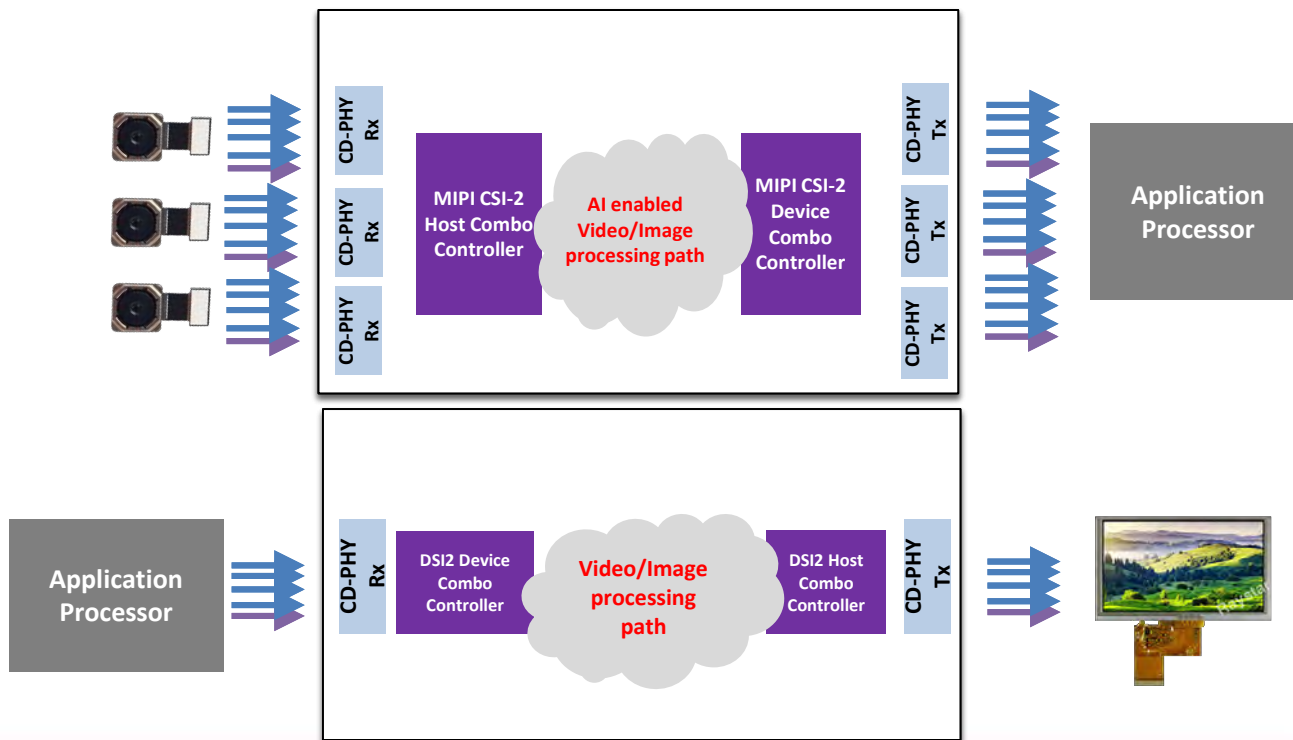 CD-PHY
Rx
CD-PHY
Rx
CD-PHY
Rx
MIPI CSI-2
Host Combo
Controller
AI enabled
Video/Image
processing path
MIPI CSI-2
Device
Combo
Controller
CD-PHY
Tx
CD-PHY
Tx
CD-PHY
Tx
Application
Processor
Application
Processor
CD-PHY
Rx
DSI2 Device
Combo
Controller
Video/Image
processing
path
DSI2 Host
Combo
Controller
CD-PHY
Tx
Raystar